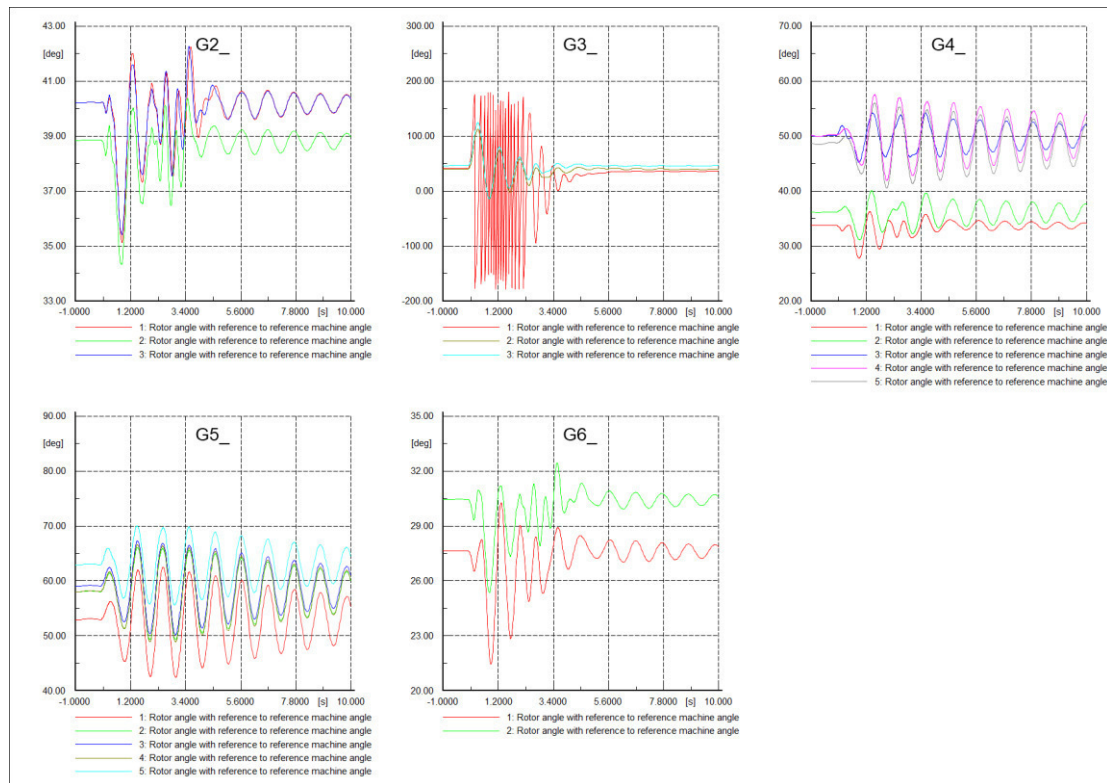 43.00
[deg]
G2_
41.00
39.00
37.00
35.00
33.00
-1.0000 1.2000 3.4000 5.6000 7.8000 [s] 10.000
1: Rotor angle with reference to reference machine angle
2: Rotor angle with reference to reference machine angle
3: Rotor angle with reference to reference machine angle
300.00
[deg]
G3_
200.00
100.00
0.00
-100.00
-200.00
-1.0000 1.2000 3.4000 5.6000 7.8000 [s] 10.000
1: Rotor angle with reference to reference machine angle
2: Rotor angle with reference to reference machine angle
3: Rotor angle with reference to reference machine angle
70.00
[deg]
G4_
60.00
50.00
40.00
30.00
20.00
-1.0000 1.2000 3.4000 5.6000 7.8000 [s] 10.000
1: Rotor angle with reference to reference machine angle
2: Rotor angle with reference to reference machine angle
3: Rotor angle with reference to reference machine angle
4: Rotor angle with reference to reference machine angle
5: Rotor angle with reference to reference machine angle
90.00
[deg]
G5_
80.00
70.00
60.00
50.00
40.00
-1.0000 1.2000 3.4000 5.6000 7.8000 [s] 10.000
1: Rotor angle with reference to reference machine angle
2: Rotor angle with reference to reference machine angle
3: Rotor angle with reference to reference machine angle
4: Rotor angle with reference to reference machine angle
5: Rotor angle with reference to reference machine angle
35.00
[deg]
G6_
32.00
29.00
26.00
23.00
20.00
-1.0000 1.2000 3.4000 5.6000 7.8000 [s] 10.000
1: Rotor angle with reference to reference machine angle
2: Rotor angle with reference to reference machine angle